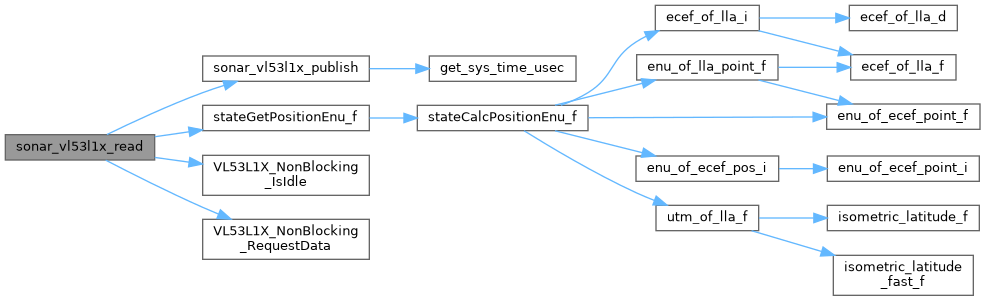 sonar_vl53l1x_read
sonar_vl53l1x_publish
get_sys_time_usec
stateGetPositionEnu_f
stateCalcPositionEnu_f
VL53L1X_NonBlocking
_IsIdle
VL53L1X_NonBlocking
_RequestData
ecef_of_lla_i
ecef_of_lla_d
enu_of_lla_point_f
ecef_of_lla_f
enu_of_ecef_point_f
enu_of_ecef_pos_i
enu_of_ecef_point_i
utm_of_lla_f
isometric_latitude_f
isometric_latitude
_fast_f